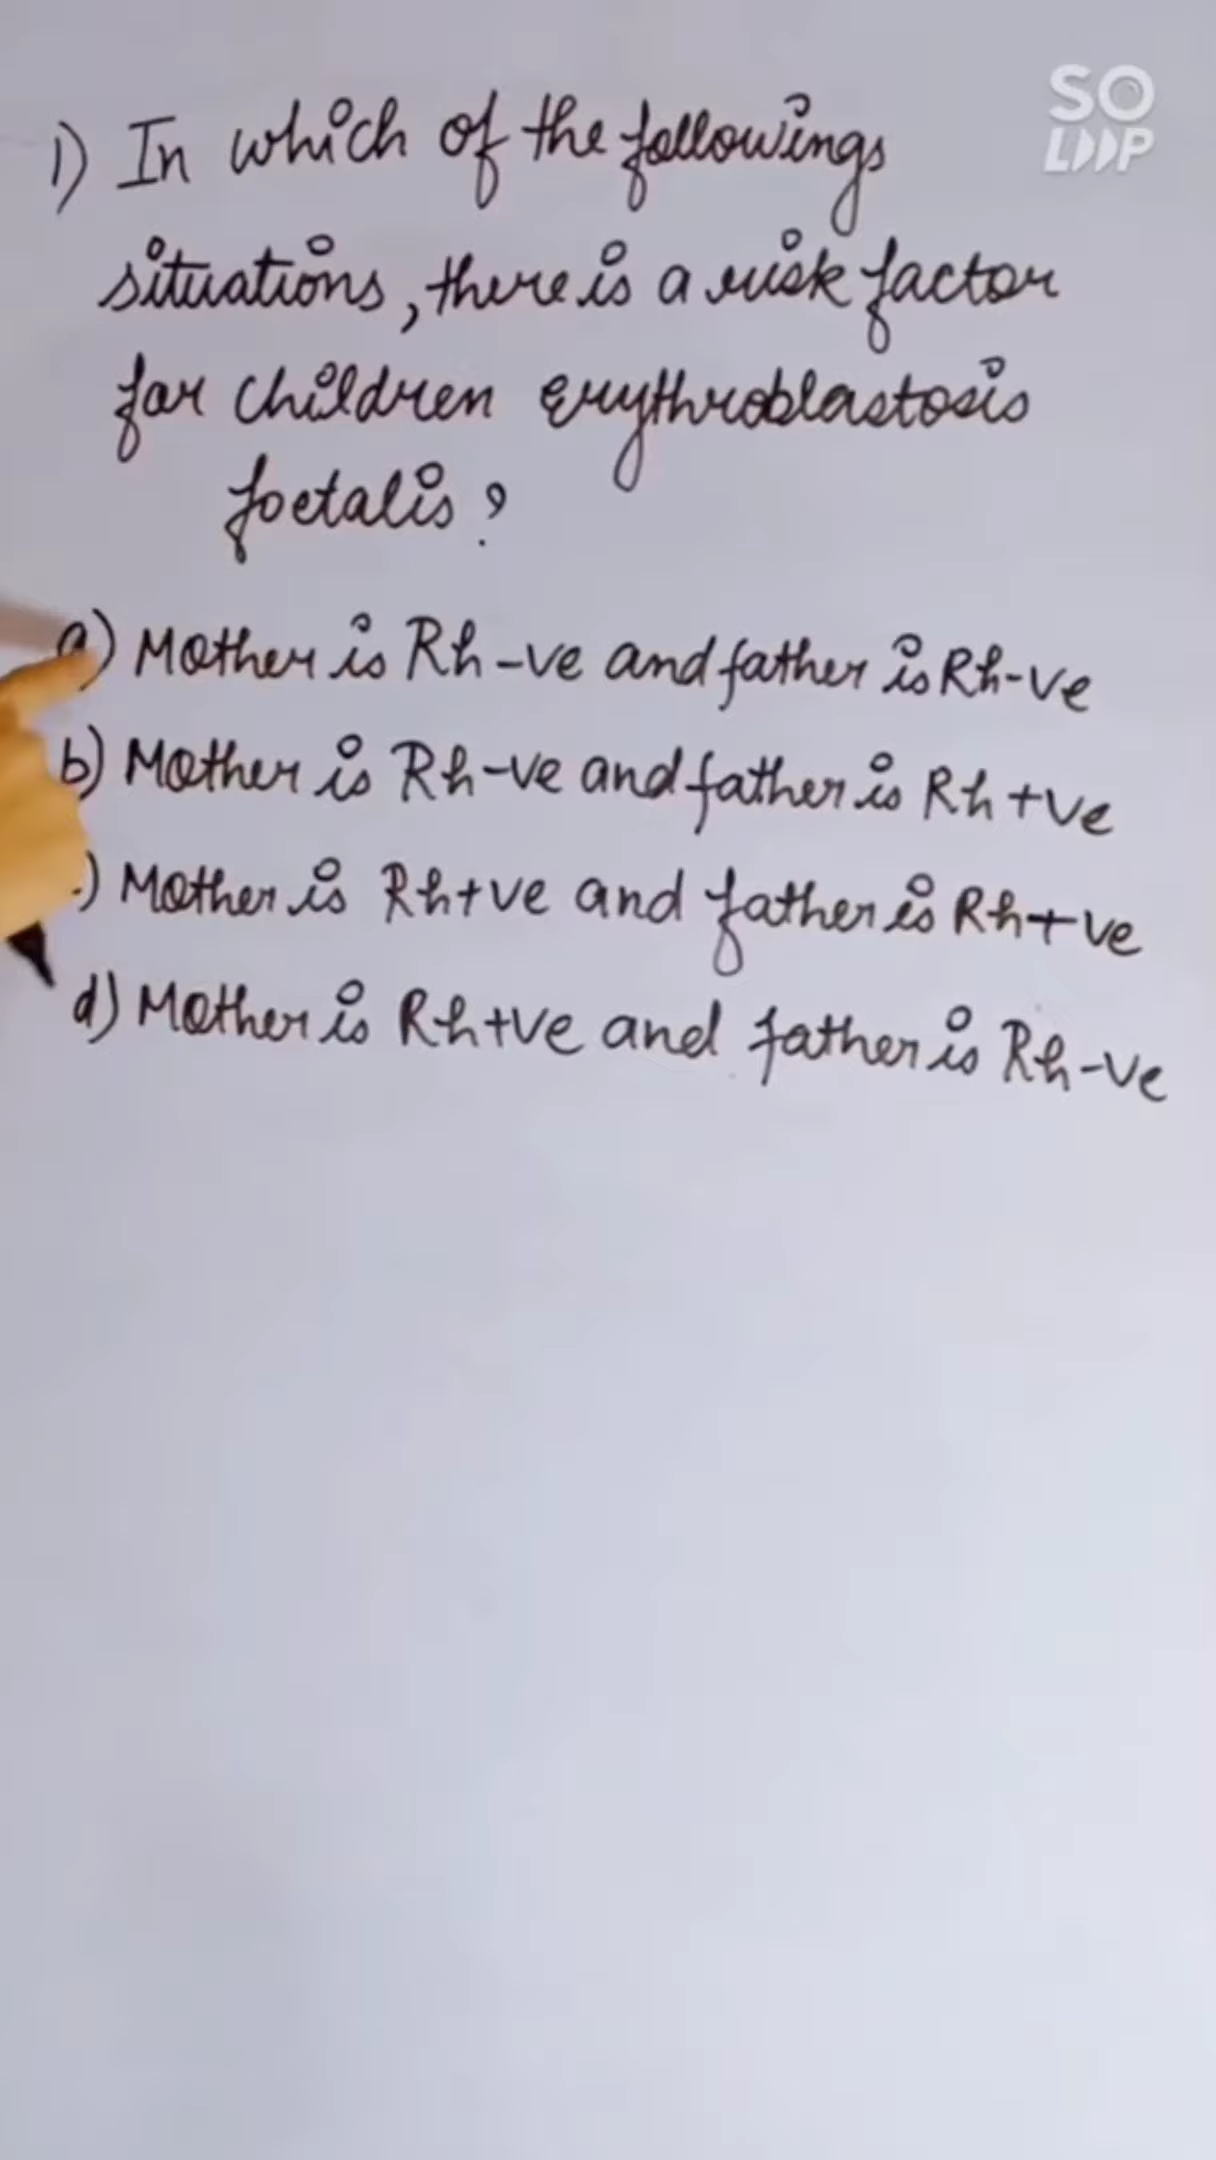 SO
LOOP
1) In which of the followings
situations, there is a risk factor
for children erythroblastosis
foetalis?
a) Mother is Rh-ve and father is Rh-ve
b) Mother is Rh-ve and father is Rh +ve
.) Mother is Rh+ve and father is Rh+ve
d) Mother is Rh+ve and father is Rh-ve